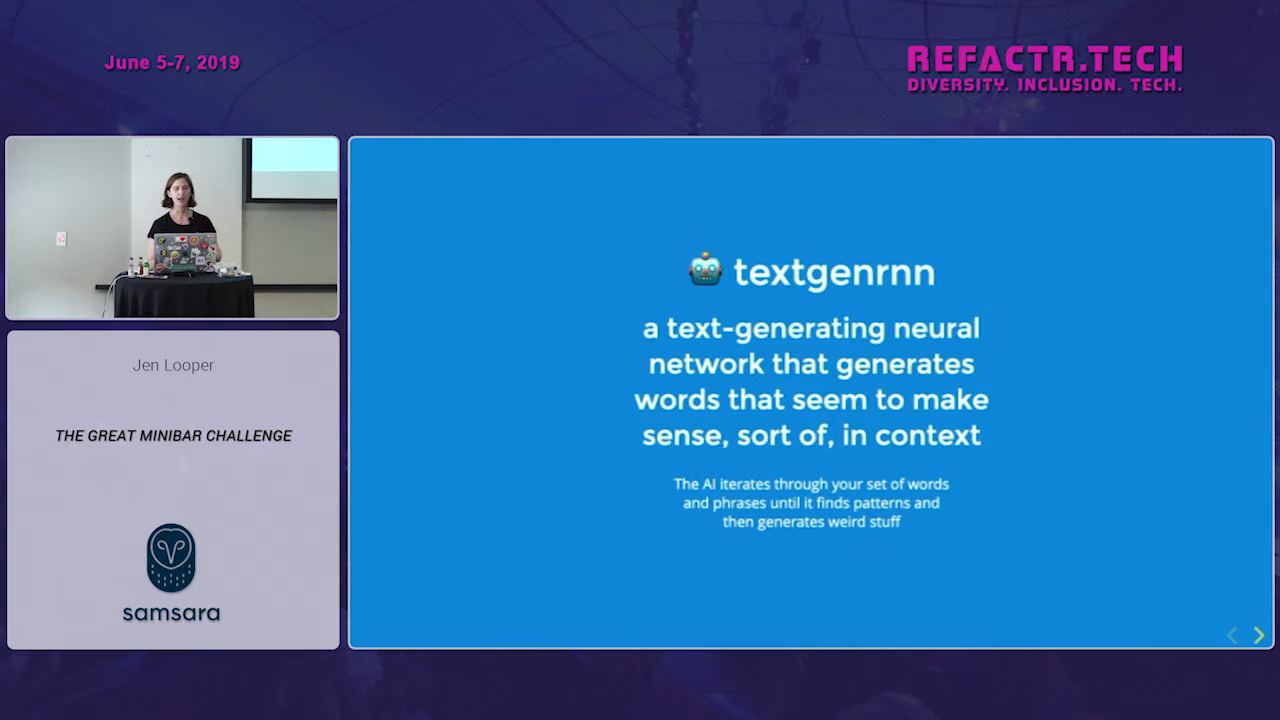 June 5-7, 2019
REFACTR.TECH
DIVERSITY. INCLUSION. TECH.
Jen Looper
THE GREAT MINIBAR CHALLENGE
samsara
textgenrnn
a text-generating neural
network that generates
words that seem to make
sense, sort of, in context
The AI iterates through your set of words
and phrases until it finds patterns and
then generates weird stuff